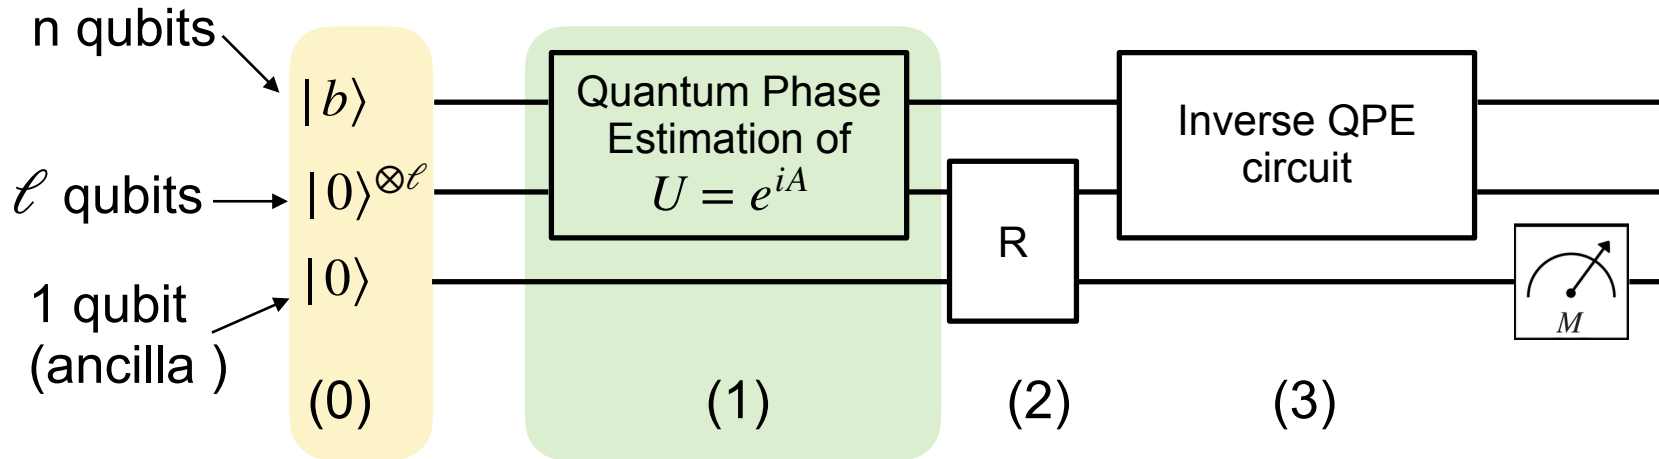 n qubits
|b⟩
ℓ qubits
|0⟩⊗ℓ
1 qubit
(ancilla )
|0⟩
(0)
Quantum Phase
Estimation of
U = e^{iA}
(1)
R
(2)
Inverse QPE
circuit
(3)
M